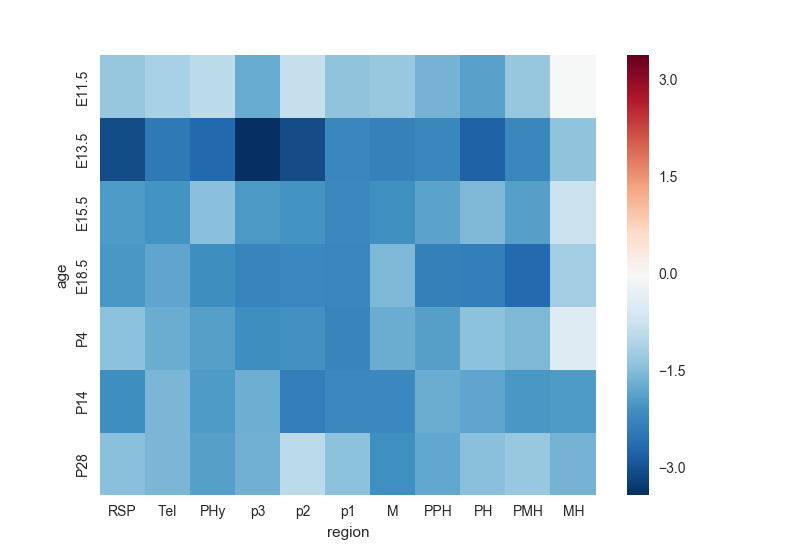 age
E11.5
E13.5
E15.5
E18.5
P4
P14
P28
RSP Tel PHy p3 p2 p1 M PPH PH PMH MH
region
3.0
1.5
0.0
−1.5
−3.0